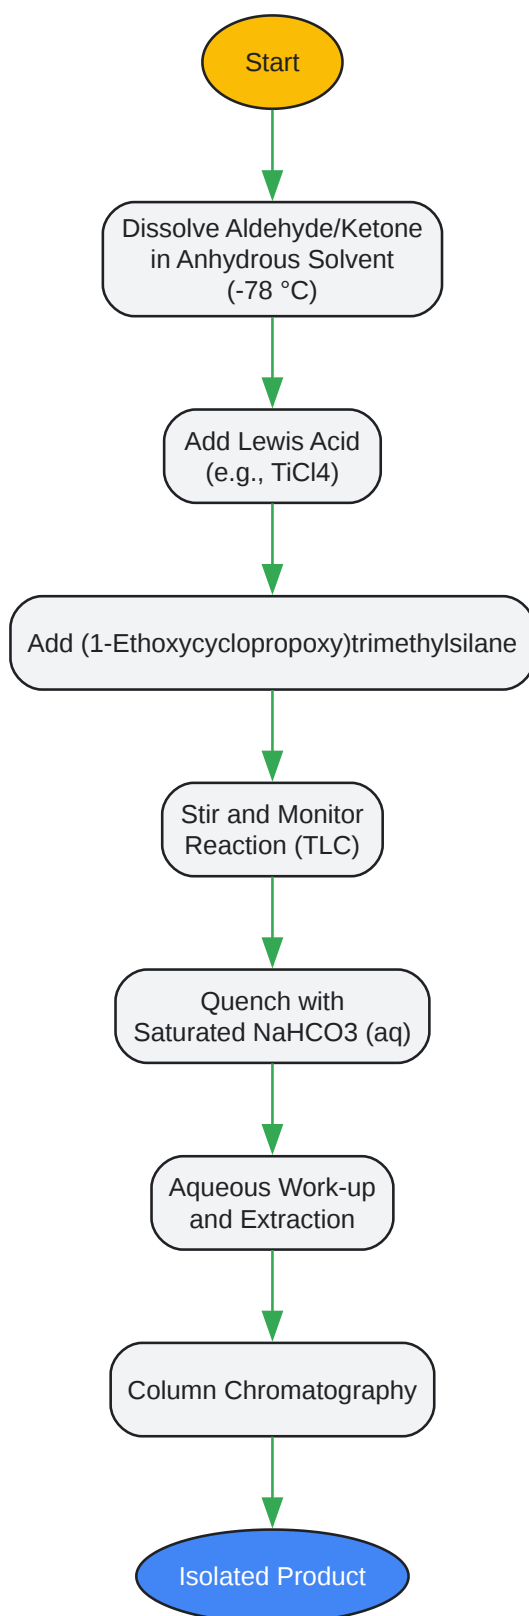 Start
Dissolve Aldehyde/Ketone
in Anhydrous Solvent
(-78 °C)
Add Lewis Acid
(e.g., TiCl4)
Add (1-Ethoxycyclopropoxy)trimethylsilane
Stir and Monitor
Reaction (TLC)
Quench with
Saturated NaHCO3 (aq)
Aqueous Work-up
and Extraction
Column Chromatography
Isolated Product